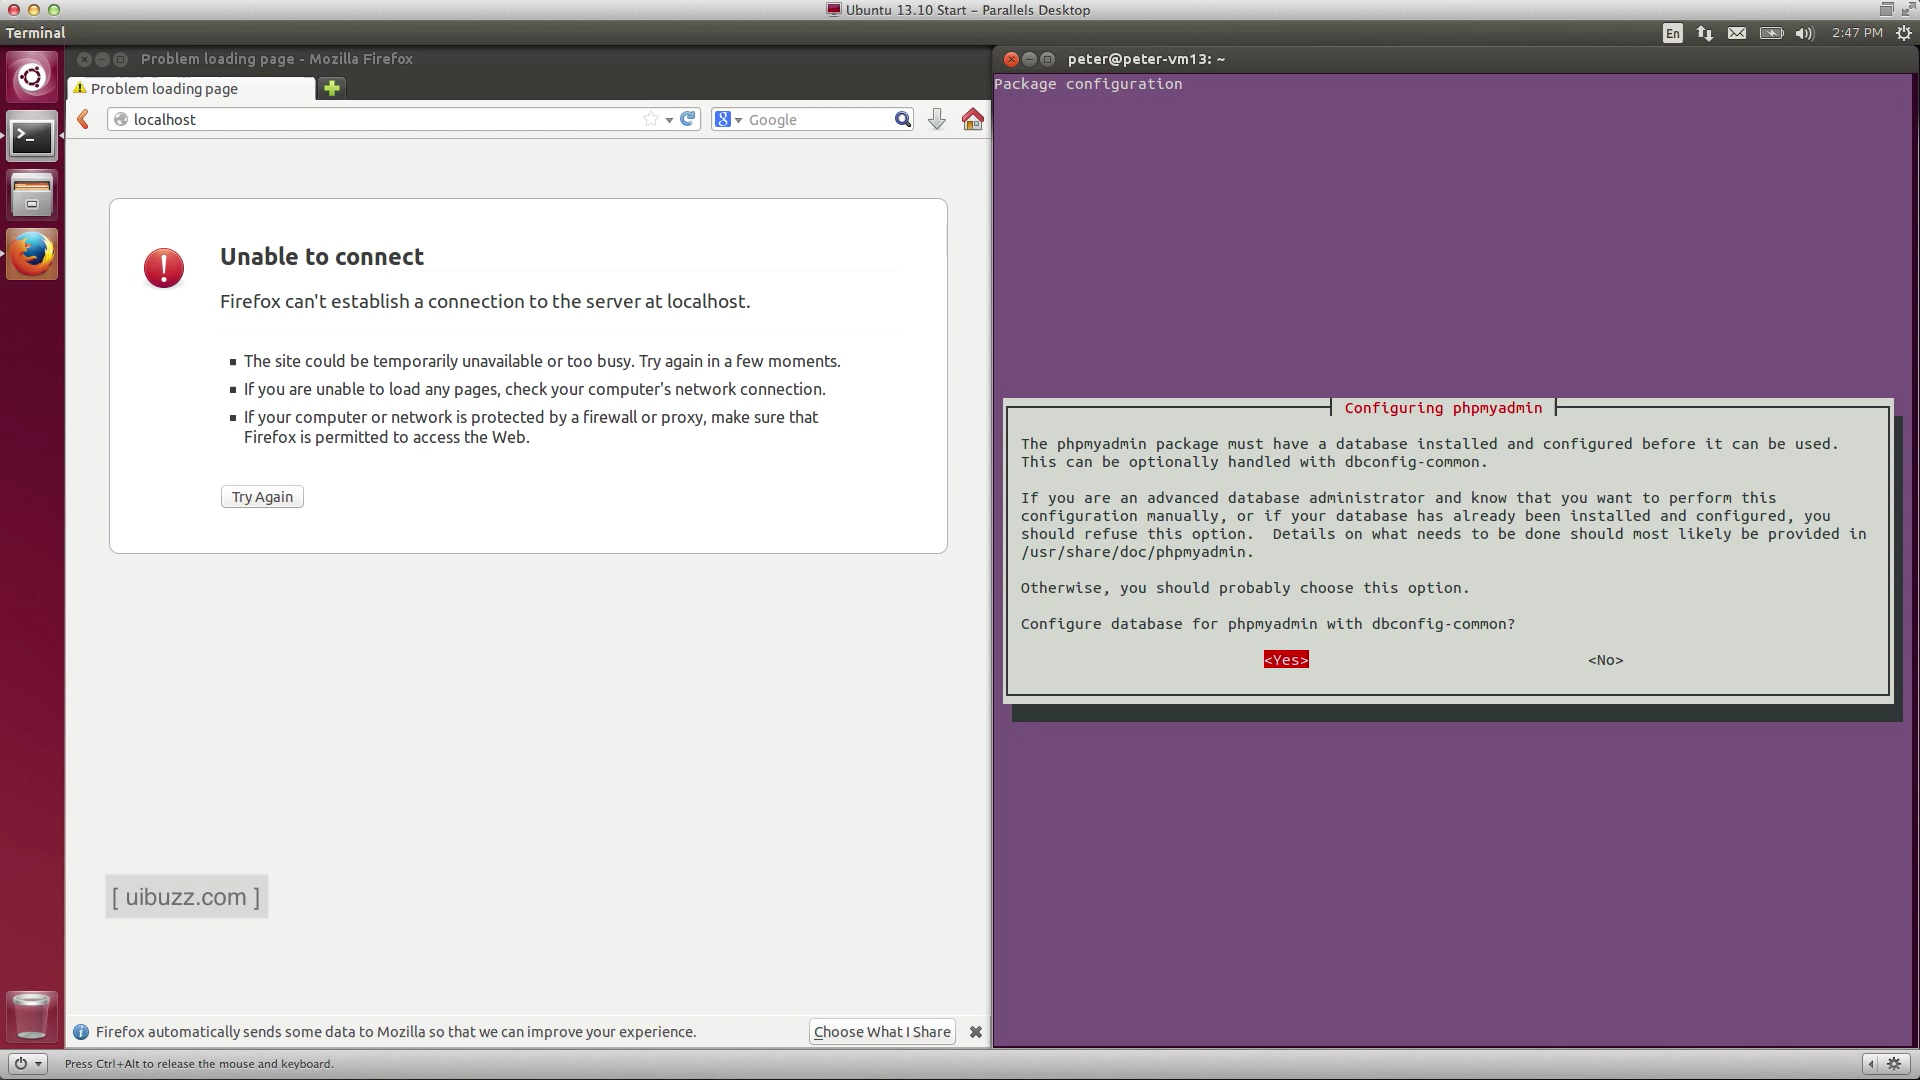 Ubuntu 13.10 Start – Parallels Desktop
Terminal
En
2:47 PM
Problem loading page - Mozilla Firefox
Problem loading page
localhost
8
Google
Unable to connect
Firefox can't establish a connection to the server at localhost.
The site could be temporarily unavailable or too busy. Try again in a few moments.
If you are unable to load any pages, check your computer's network connection.
If your computer or network is protected by a firewall or proxy, make sure that
Firefox is permitted to access the Web.
Try Again
[ uibuzz.com ]
Firefox automatically sends some data to Mozilla so that we can improve your experience.
Choose What I Share
peter@peter-vm13: ~
Package configuration
Configuring phpmyadmin
The phpmyadmin package must have a database installed and configured before it can be used.
This can be optionally handled with dbconfig-common.
If you are an advanced database administrator and know that you want to perform this
configuration manually, or if your database has already been installed and configured, you
should refuse this option.  Details on what needs to be done should most likely be provided in
/usr/share/doc/phpmyadmin.
Otherwise, you should probably choose this option.
Configure database for phpmyadmin with dbconfig-common?
<Yes>
<No>
Press Ctrl+Alt to release the mouse and keyboard.